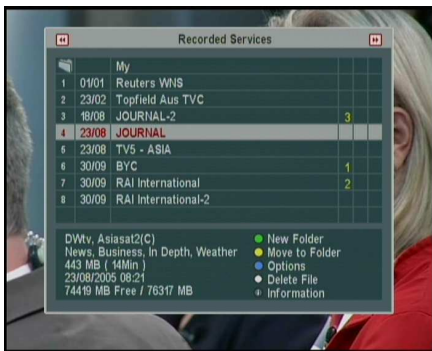 Recorded Services
My
1 01/01 Reuters WNS
2 23/02 Topfield Aus TVC
3 18/08 JOURNAL-2 3
4 23/08 JOURNAL
5 23/08 TV5 - ASIA
6 30/09 BYC 1
7 30/09 RAI International 2
8 30/09 RAI International-2
DWtv, Asiasat2(C)
News, Business, In Depth, Weather
443 MB ( 14Min )
23/08/2005 08:21
74419 MB Free / 76317 MB
New Folder
Move to Folder
Options
Delete File
Information